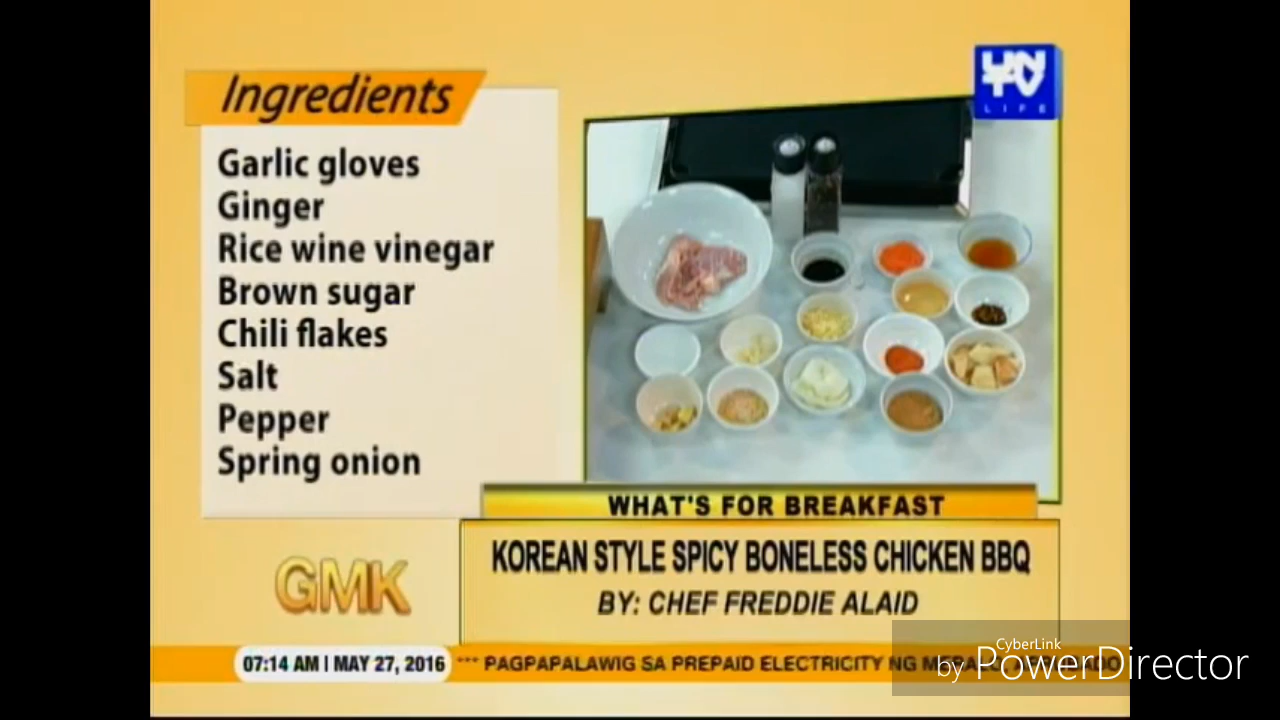 Ingredients
Garlic gloves
Ginger
Rice wine vinegar
Brown sugar
Chili flakes
Salt
Pepper
Spring onion
UNTV
LIFE
WHAT'S FOR BREAKFAST
KOREAN STYLE SPICY BONELESS CHICKEN BBQ
BY: CHEF FREDDIE ALAID
GMK
07:14 AM | MAY 27, 2016 *** PAGPAPALAWIG SA PREPAID ELECTRICITY NG
CyberLink
by PowerDirector